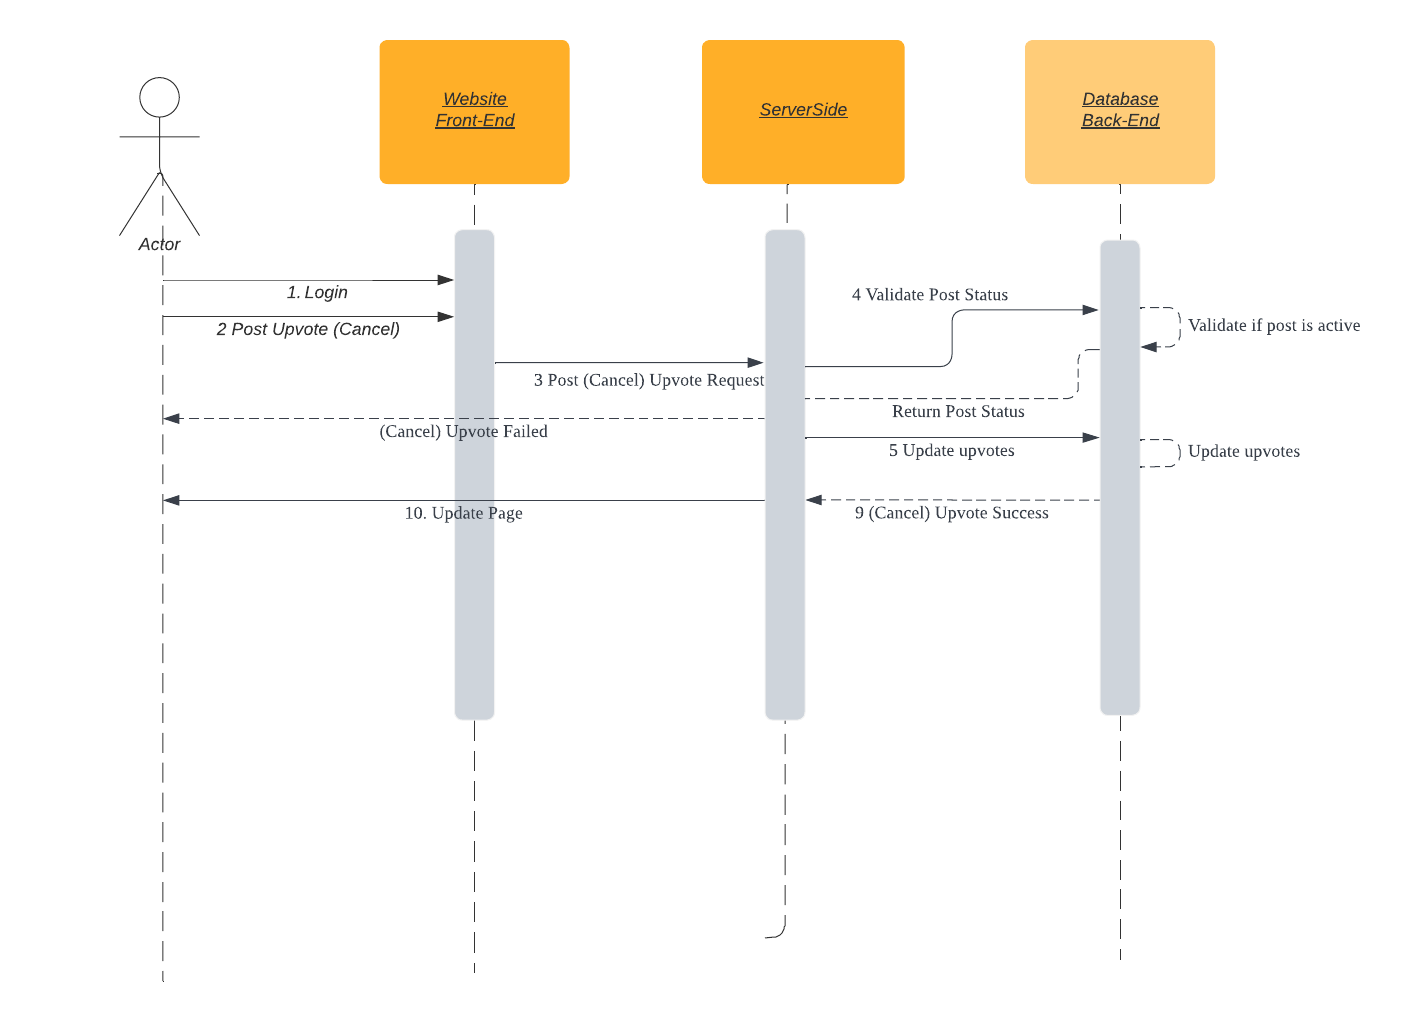 Website
Front-End
ServerSide
Database
Back-End
Actor
1. Login
2 Post Upvote (Cancel)
3 Post (Cancel) Upvote Request
4 Validate Post Status
Validate if post is active
Return Post Status
(Cancel) Upvote Failed
5 Update upvotes
Update upvotes
9 (Cancel) Upvote Success
10. Update Page